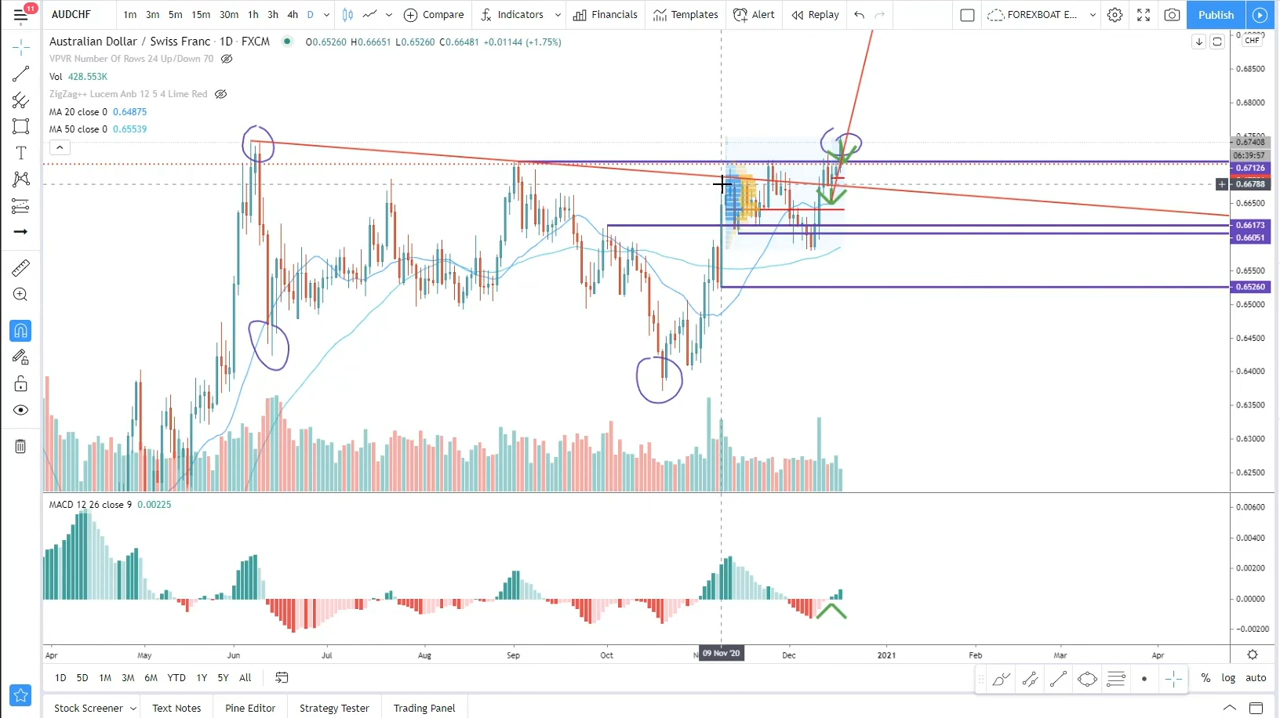 11
AUDCHF 1m 3m 5m 15m 30m 1h 3h 4h D Compare Indicators Financials Templates Alert Replay FOREXBOAT E... Publish
Australian Dollar / Swiss Franc · 1D · FXCM O0.65260 H0.66651 L0.65260 C0.66481 +0.01144 (+1.75%)
VPVR Number Of Rows 24 Up/Down 70
Vol 428.553K
ZigZag++ Lucem Anb 12 5 4 Lime Red
MA 20 close 0 0.64875
MA 50 close 0 0.65539
CHF
0.68500
0.68000
0.67408
06:39:57
0.67126
0.66788
0.66500
0.66173
0.66051
0.65500
0.65260
0.65000
0.64500
0.64000
0.63500
0.63000
0.62500
MACD 12 26 close 9 0.00225
0.00600
0.00400
0.00200
0.00000
−0.00200
Apr May Jun Jul Aug Sep Oct 09 Nov '20 Dec 2021 Feb Mar Apr
1D 5D 1M 3M 6M YTD 1Y 5Y All % log auto
Stock Screener Text Notes Pine Editor Strategy Tester Trading Panel